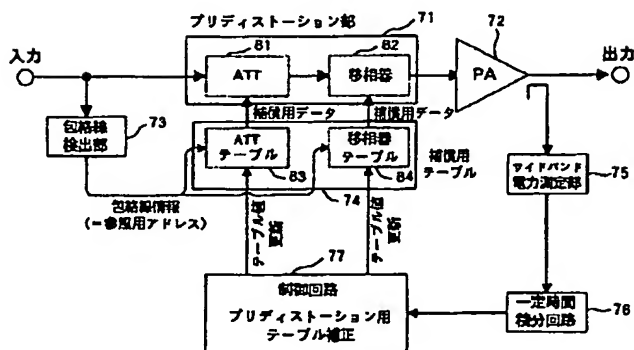 プリディストーション部
71
72
入力
81
82
出力
ATT
移相器
PA
補償用データ
補償用データ
包絡線
検出部
73
ATT
テーブル
移相器
テーブル
83
84
補償用
テーブル
74
包絡線情報
(=参照用アドレス)
テーブル値
更新
テーブル値
更新
ワイドバンド
電力測定部
75
77
制御回路
プリディストーション用
テーブル補正
一定時間
積分回路
76